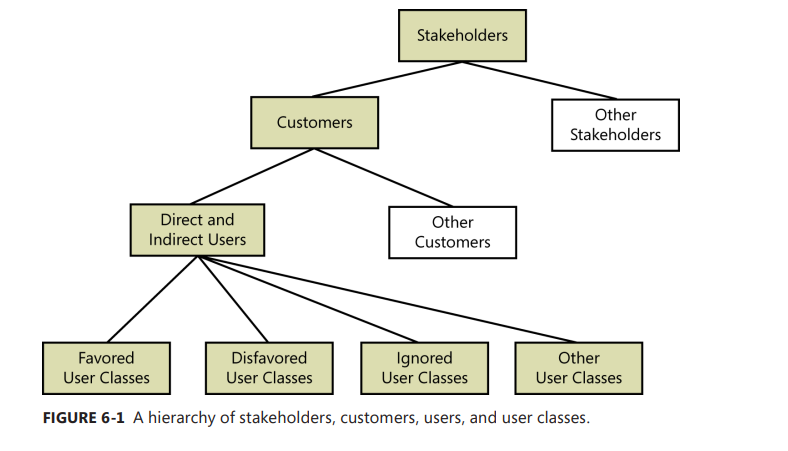 Stakeholders
Customers
Other
Stakeholders
Direct and
Indirect Users
Other
Customers
Favored
User Classes
Disfavored
User Classes
Ignored
User Classes
Other
User Classes
FIGURE 6-1 A hierarchy of stakeholders, customers, users, and user classes.